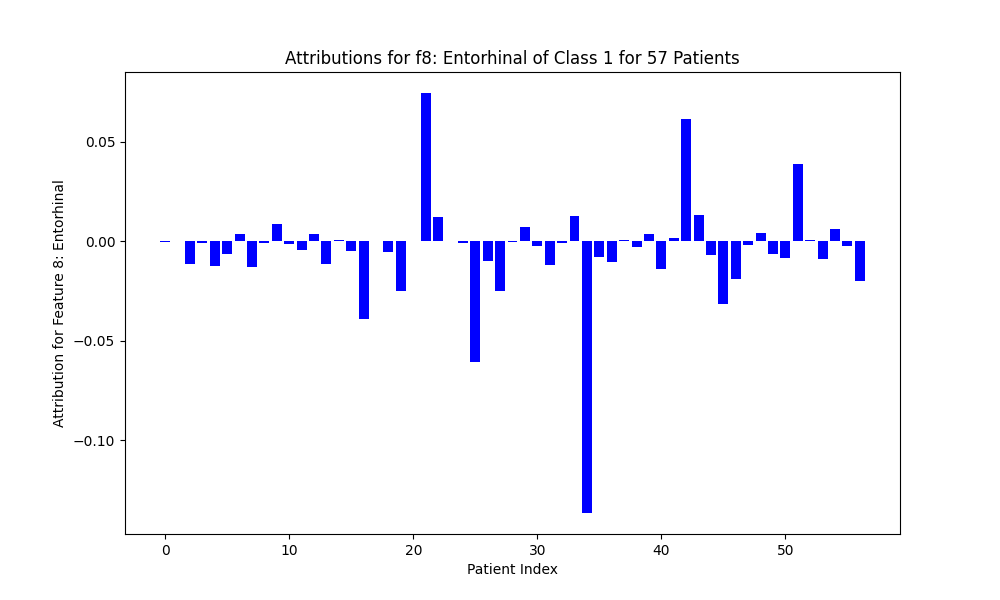 Attributions for f8: Entorhinal of Class 1 for 57 Patients
Attribution for Feature 8: Entorhinal
0.05
0.00
−0.05
−0.10
0 10 20 30 40 50
Patient Index